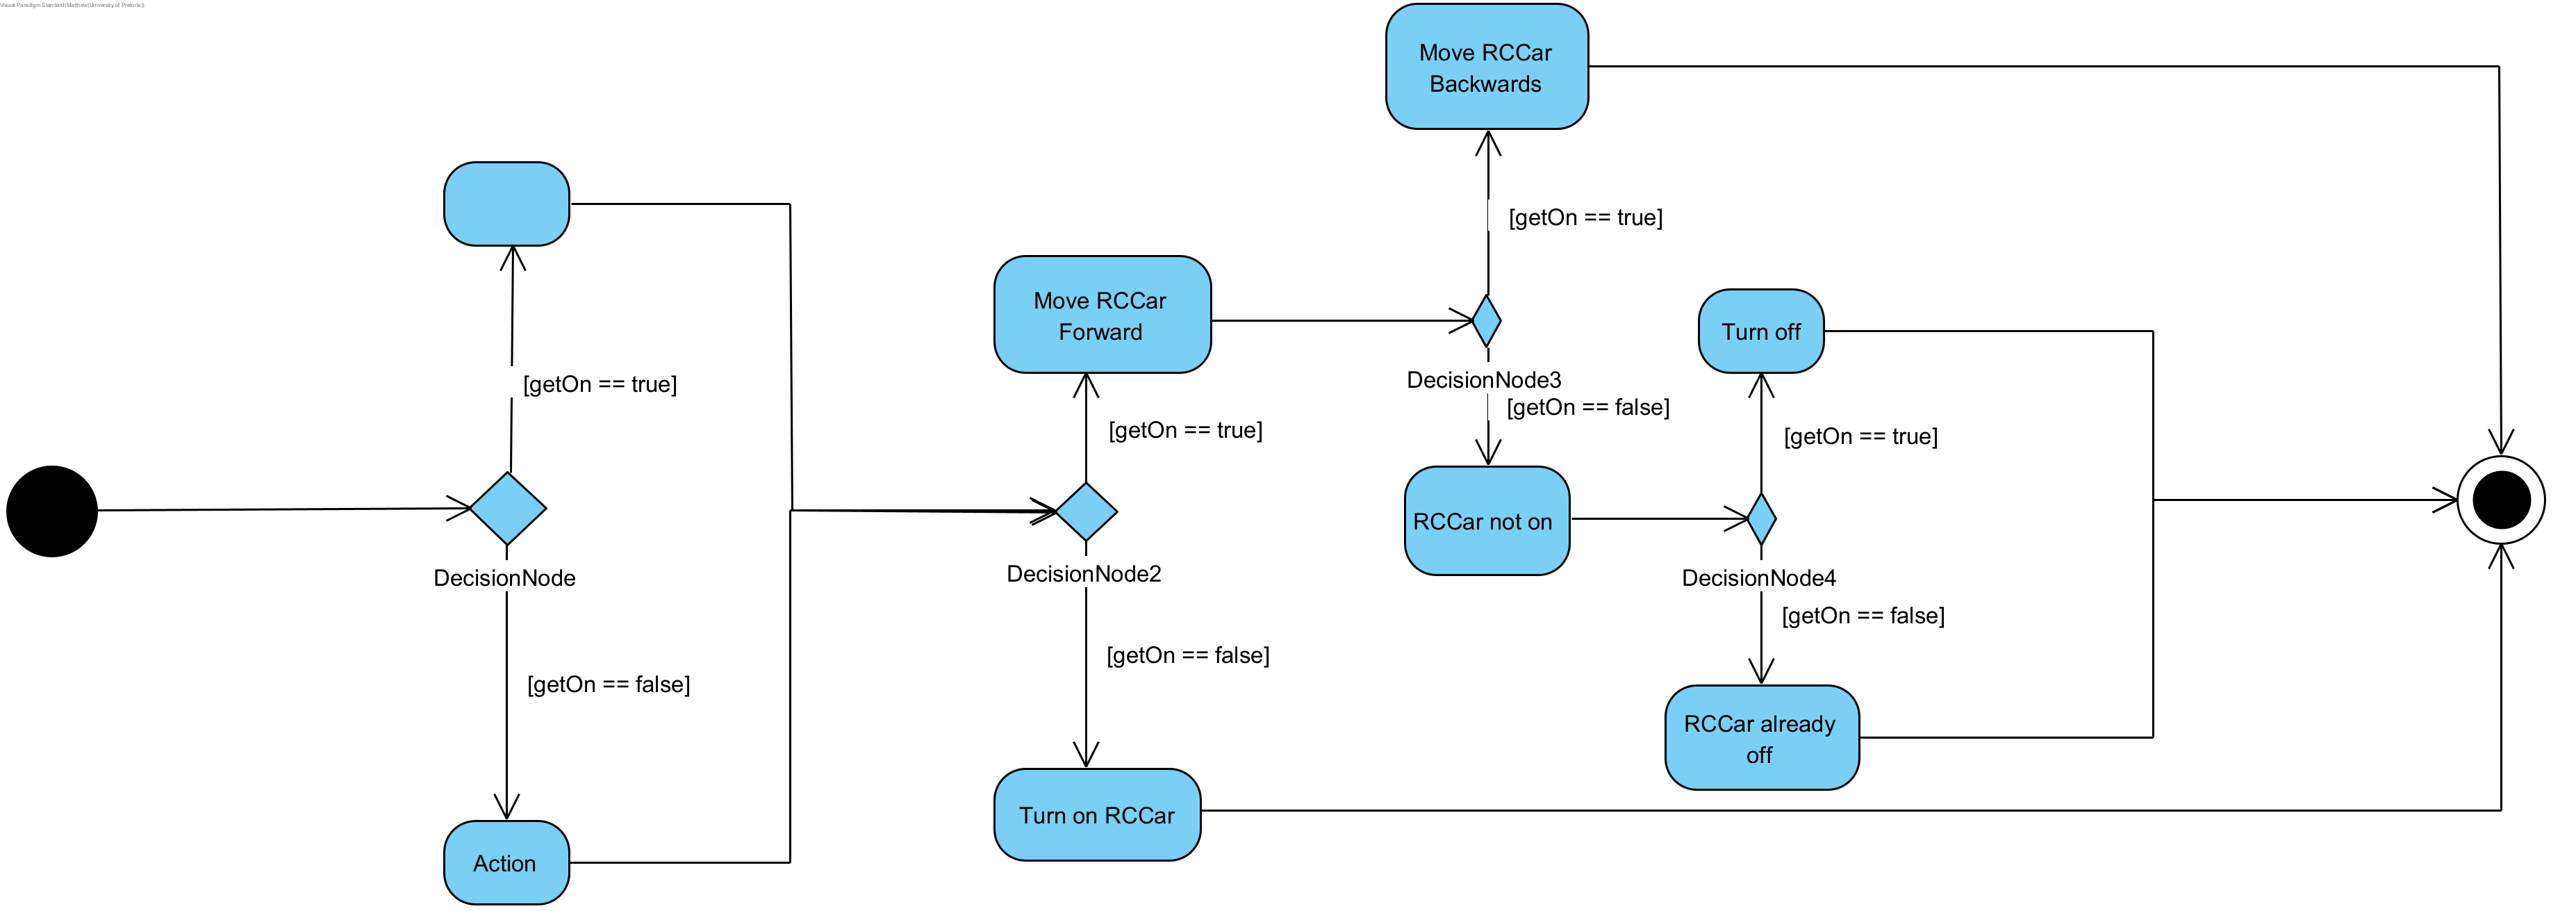 Visual Paradigm Standard(Matthew(University of Pretoria))
Move RCCar
Backwards
[getOn == true]
Move RCCar
Forward
Turn off
[getOn == true]
DecisionNode3
[getOn == false]
[getOn == true]
[getOn == true]
RCCar not on
DecisionNode
DecisionNode2
DecisionNode4
[getOn == false]
[getOn == false]
[getOn == false]
RCCar already
off
Turn on RCCar
Action